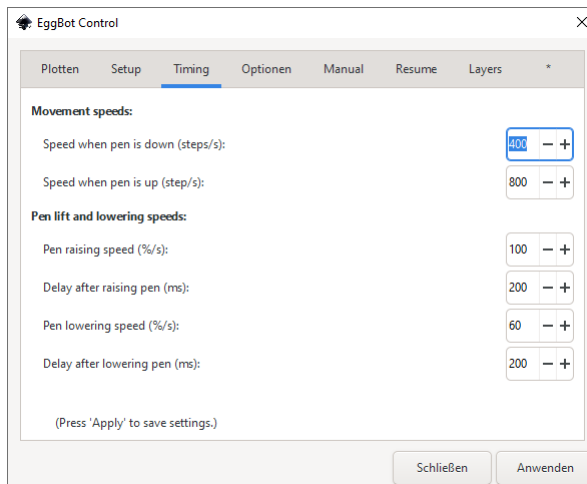 EggBot Control
Plotten Setup Timing Optionen Manual Resume Layers *
Movement speeds:
Speed when pen is down (steps/s): 400
Speed when pen is up (step/s): 800
Pen lift and lowering speeds:
Pen raising speed (%/s): 100
Delay after raising pen (ms): 200
Pen lowering speed (%/s): 60
Delay after lowering pen (ms): 200
(Press 'Apply' to save settings.)
Schließen Anwenden